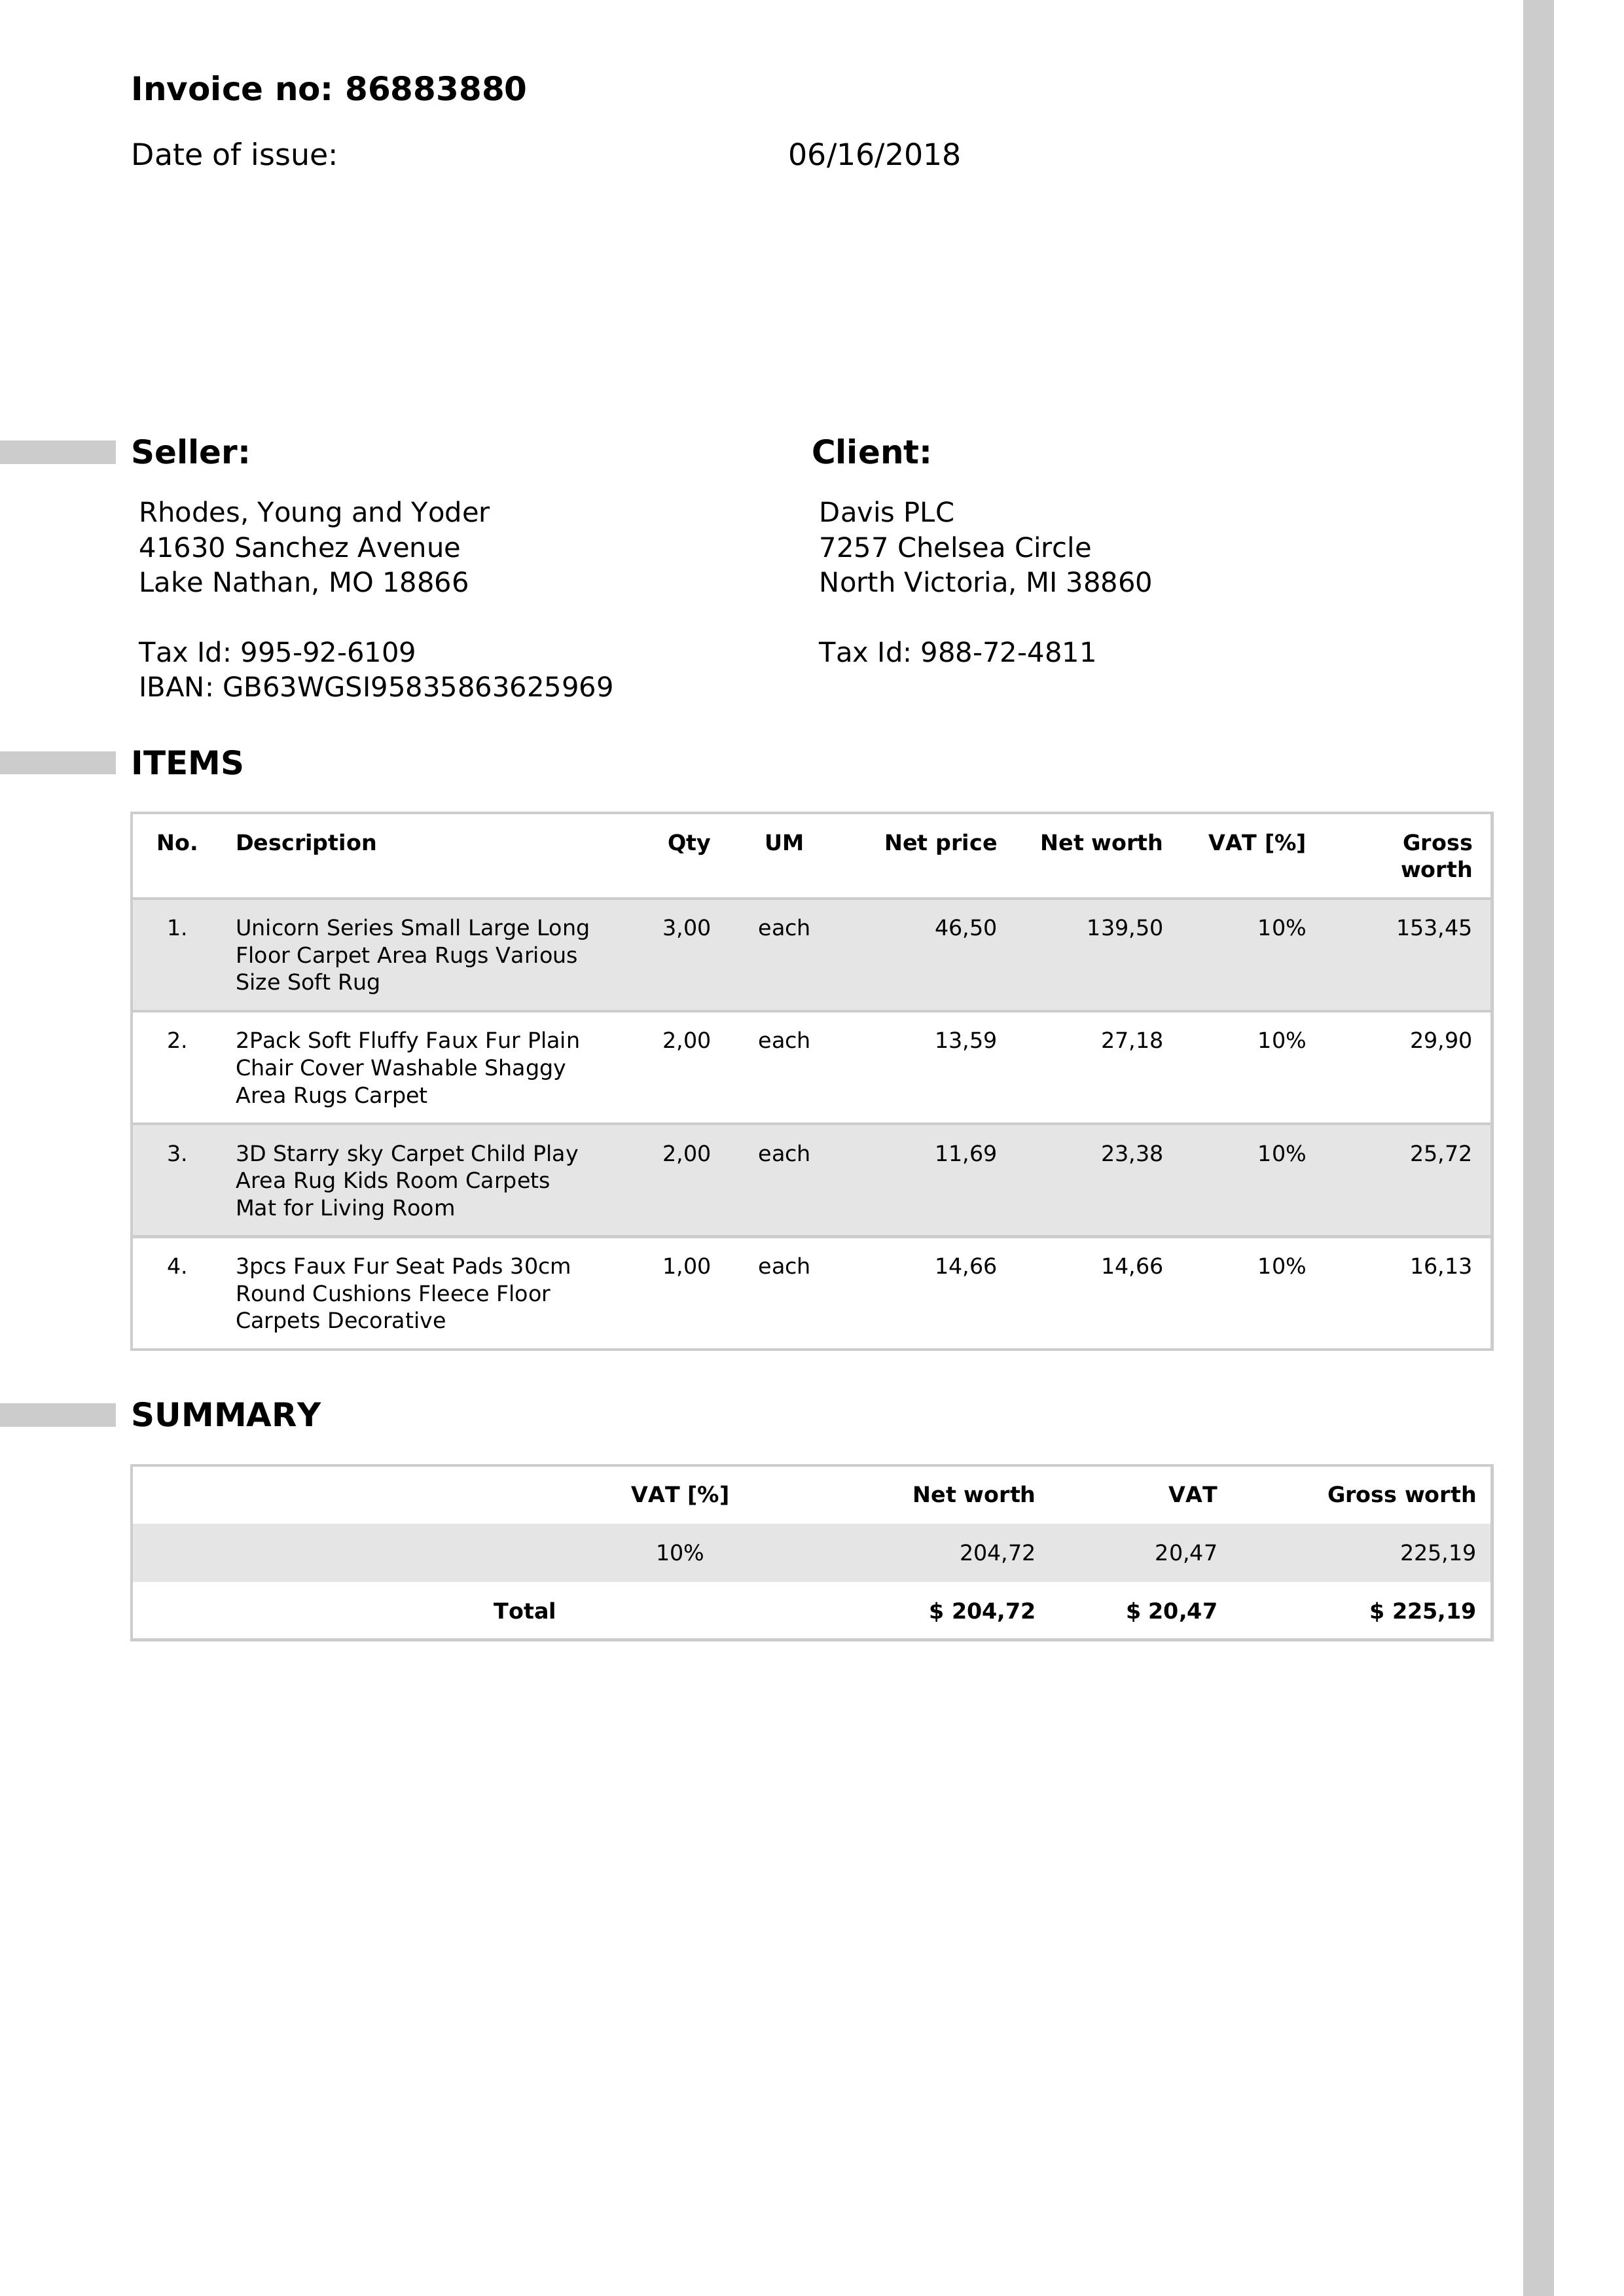 Invoice no: 86883880
Date of issue: 06/16/2018
Seller:
Rhodes, Young and Yoder
41630 Sanchez Avenue
Lake Nathan, MO 18866
Tax Id: 995-92-6109
IBAN: GB63WGSI95835863625969
Client:
Davis PLC
7257 Chelsea Circle
North Victoria, MI 38860
Tax Id: 988-72-4811
ITEMS
No. Description Qty UM Net price Net worth VAT [%] Gross
worth
1. Unicorn Series Small Large Long 3,00 each 46,50 139,50 10% 153,45
Floor Carpet Area Rugs Various
Size Soft Rug
2. 2Pack Soft Fluffy Faux Fur Plain 2,00 each 13,59 27,18 10% 29,90
Chair Cover Washable Shaggy
Area Rugs Carpet
3. 3D Starry sky Carpet Child Play 2,00 each 11,69 23,38 10% 25,72
Area Rug Kids Room Carpets
Mat for Living Room
4. 3pcs Faux Fur Seat Pads 30cm 1,00 each 14,66 14,66 10% 16,13
Round Cushions Fleece Floor
Carpets Decorative
SUMMARY
VAT [%] Net worth VAT Gross worth
10% 204,72 20,47 225,19
Total $ 204,72 $ 20,47 $ 225,19